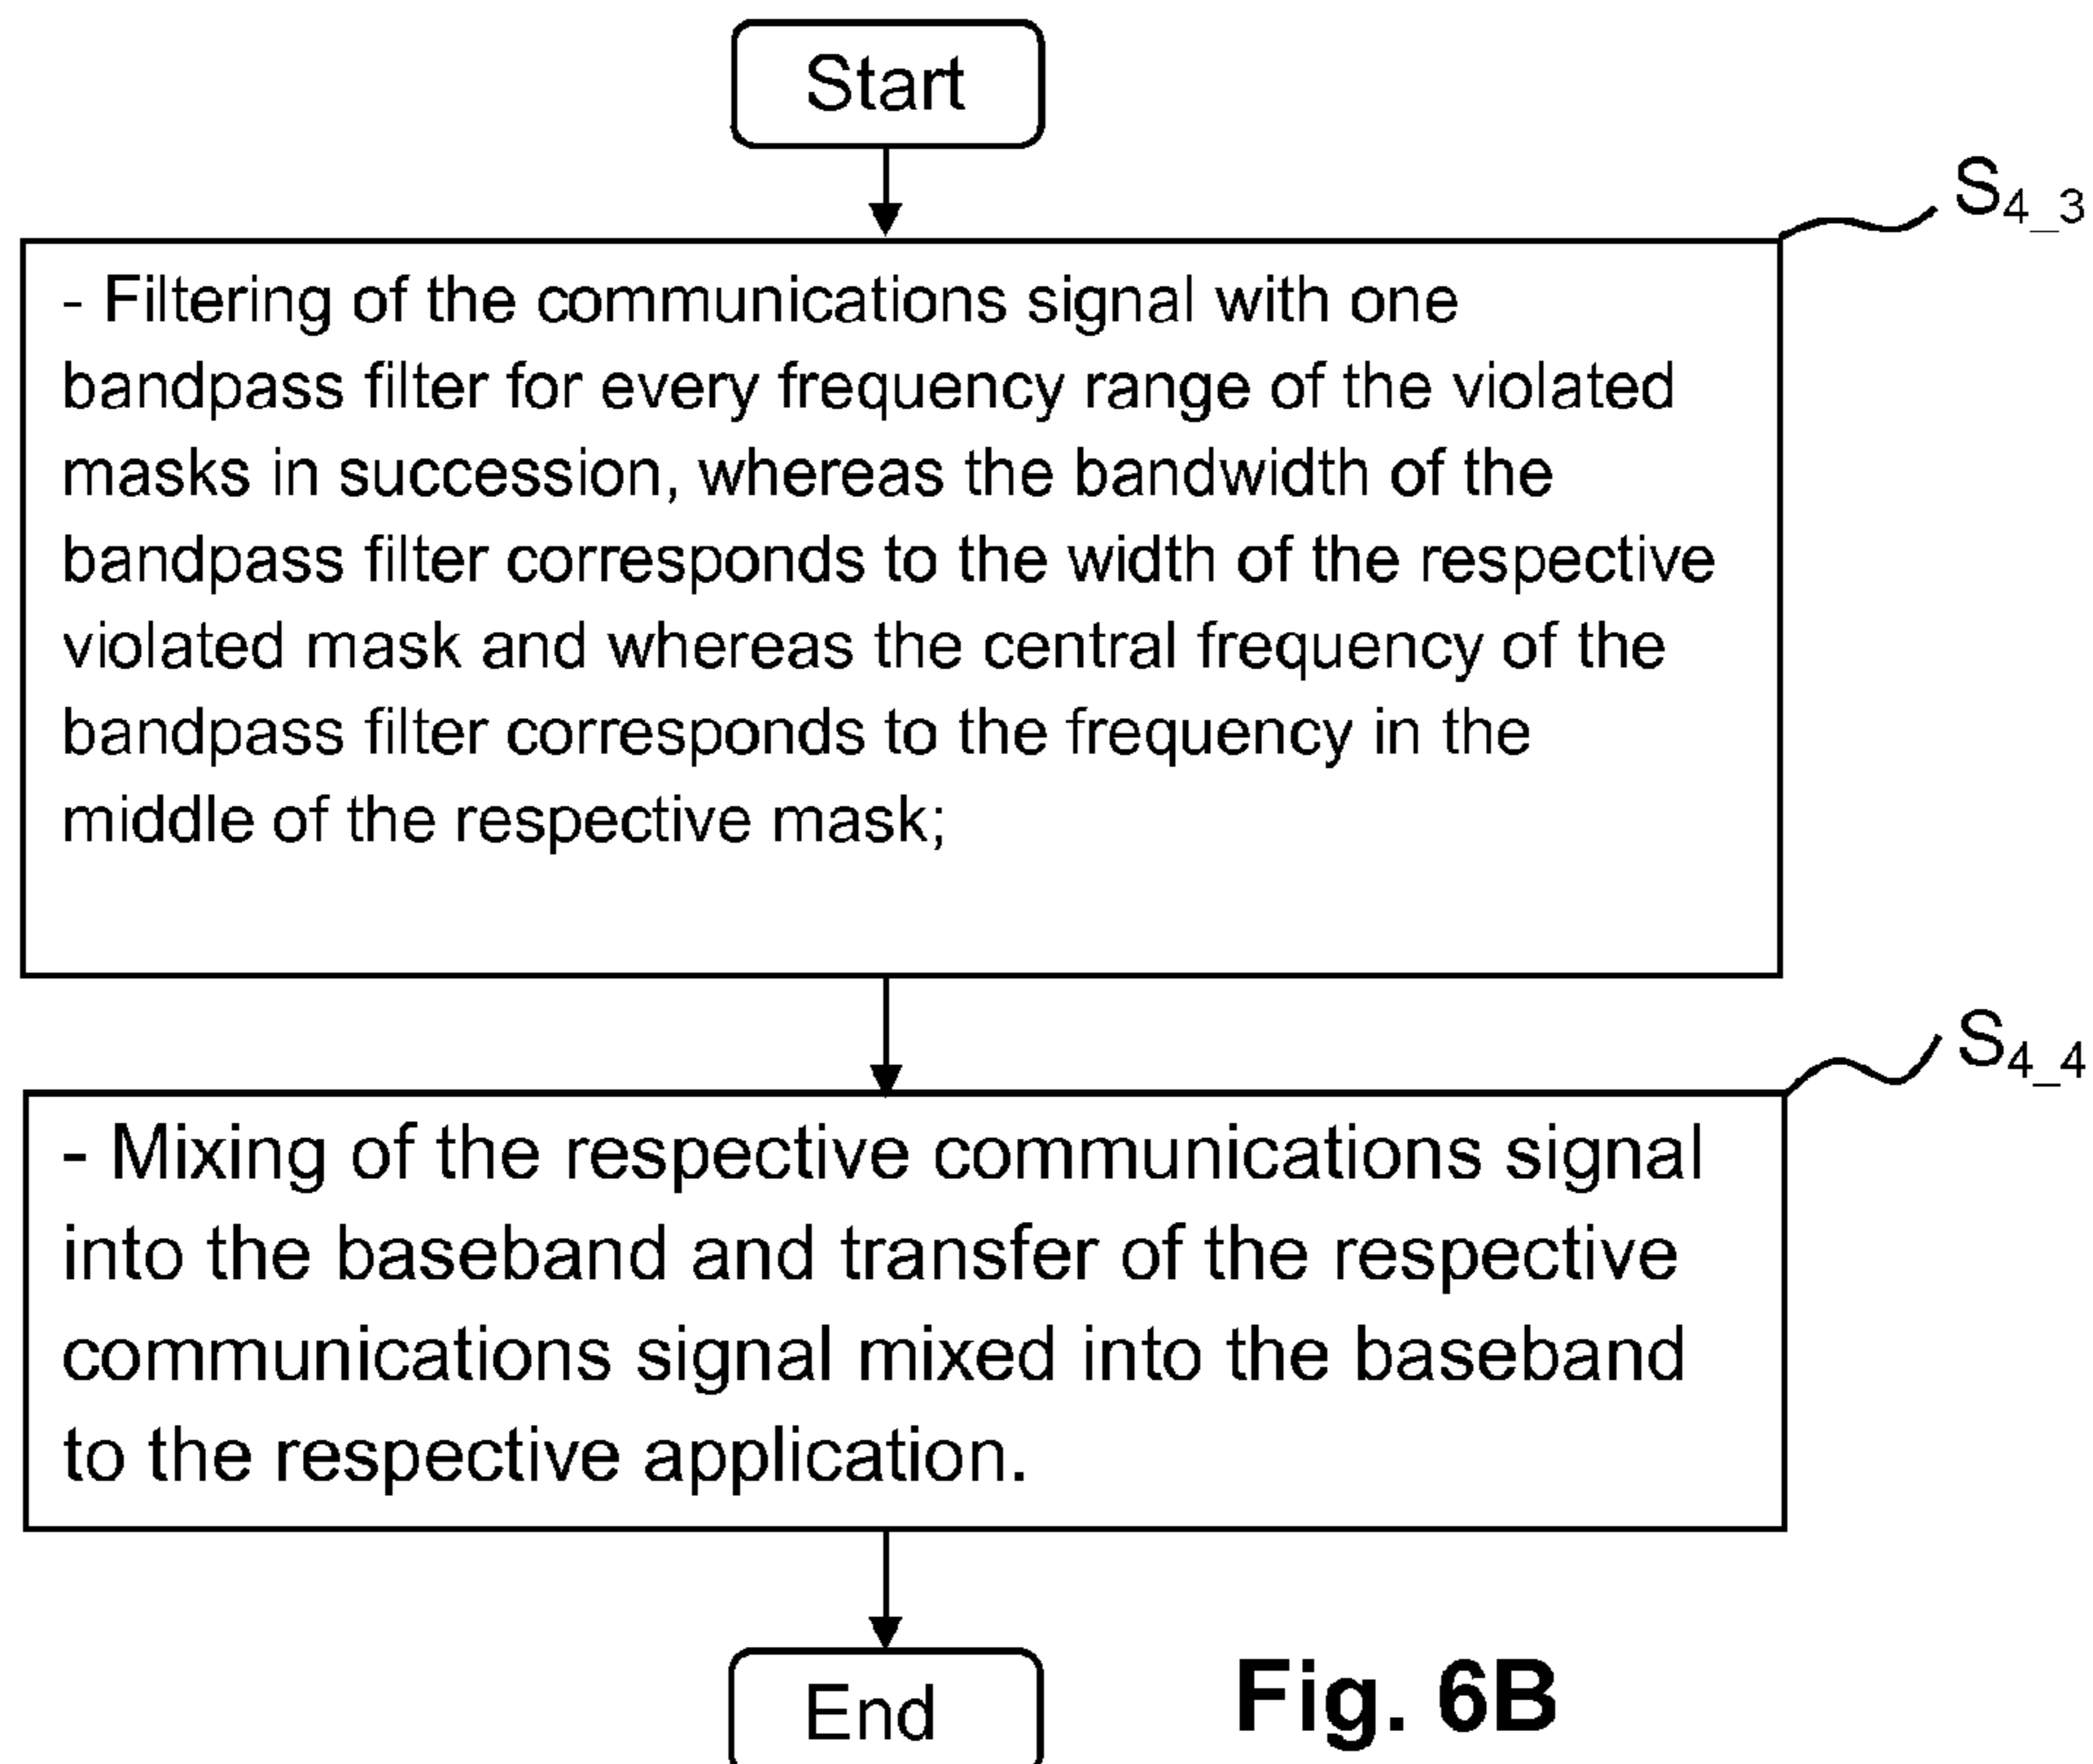 Start
S4_3
- Filtering of the communications signal with one
bandpass filter for every frequency range of the violated
masks in succession, whereas the bandwidth of the
bandpass filter corresponds to the width of the respective
violated mask and whereas the central frequency of the
bandpass filter corresponds to the frequency in the
middle of the respective mask;
S4_4
- Mixing of the respective communications signal
into the baseband and transfer of the respective
communications signal mixed into the baseband
to the respective application.
End
Fig. 6B